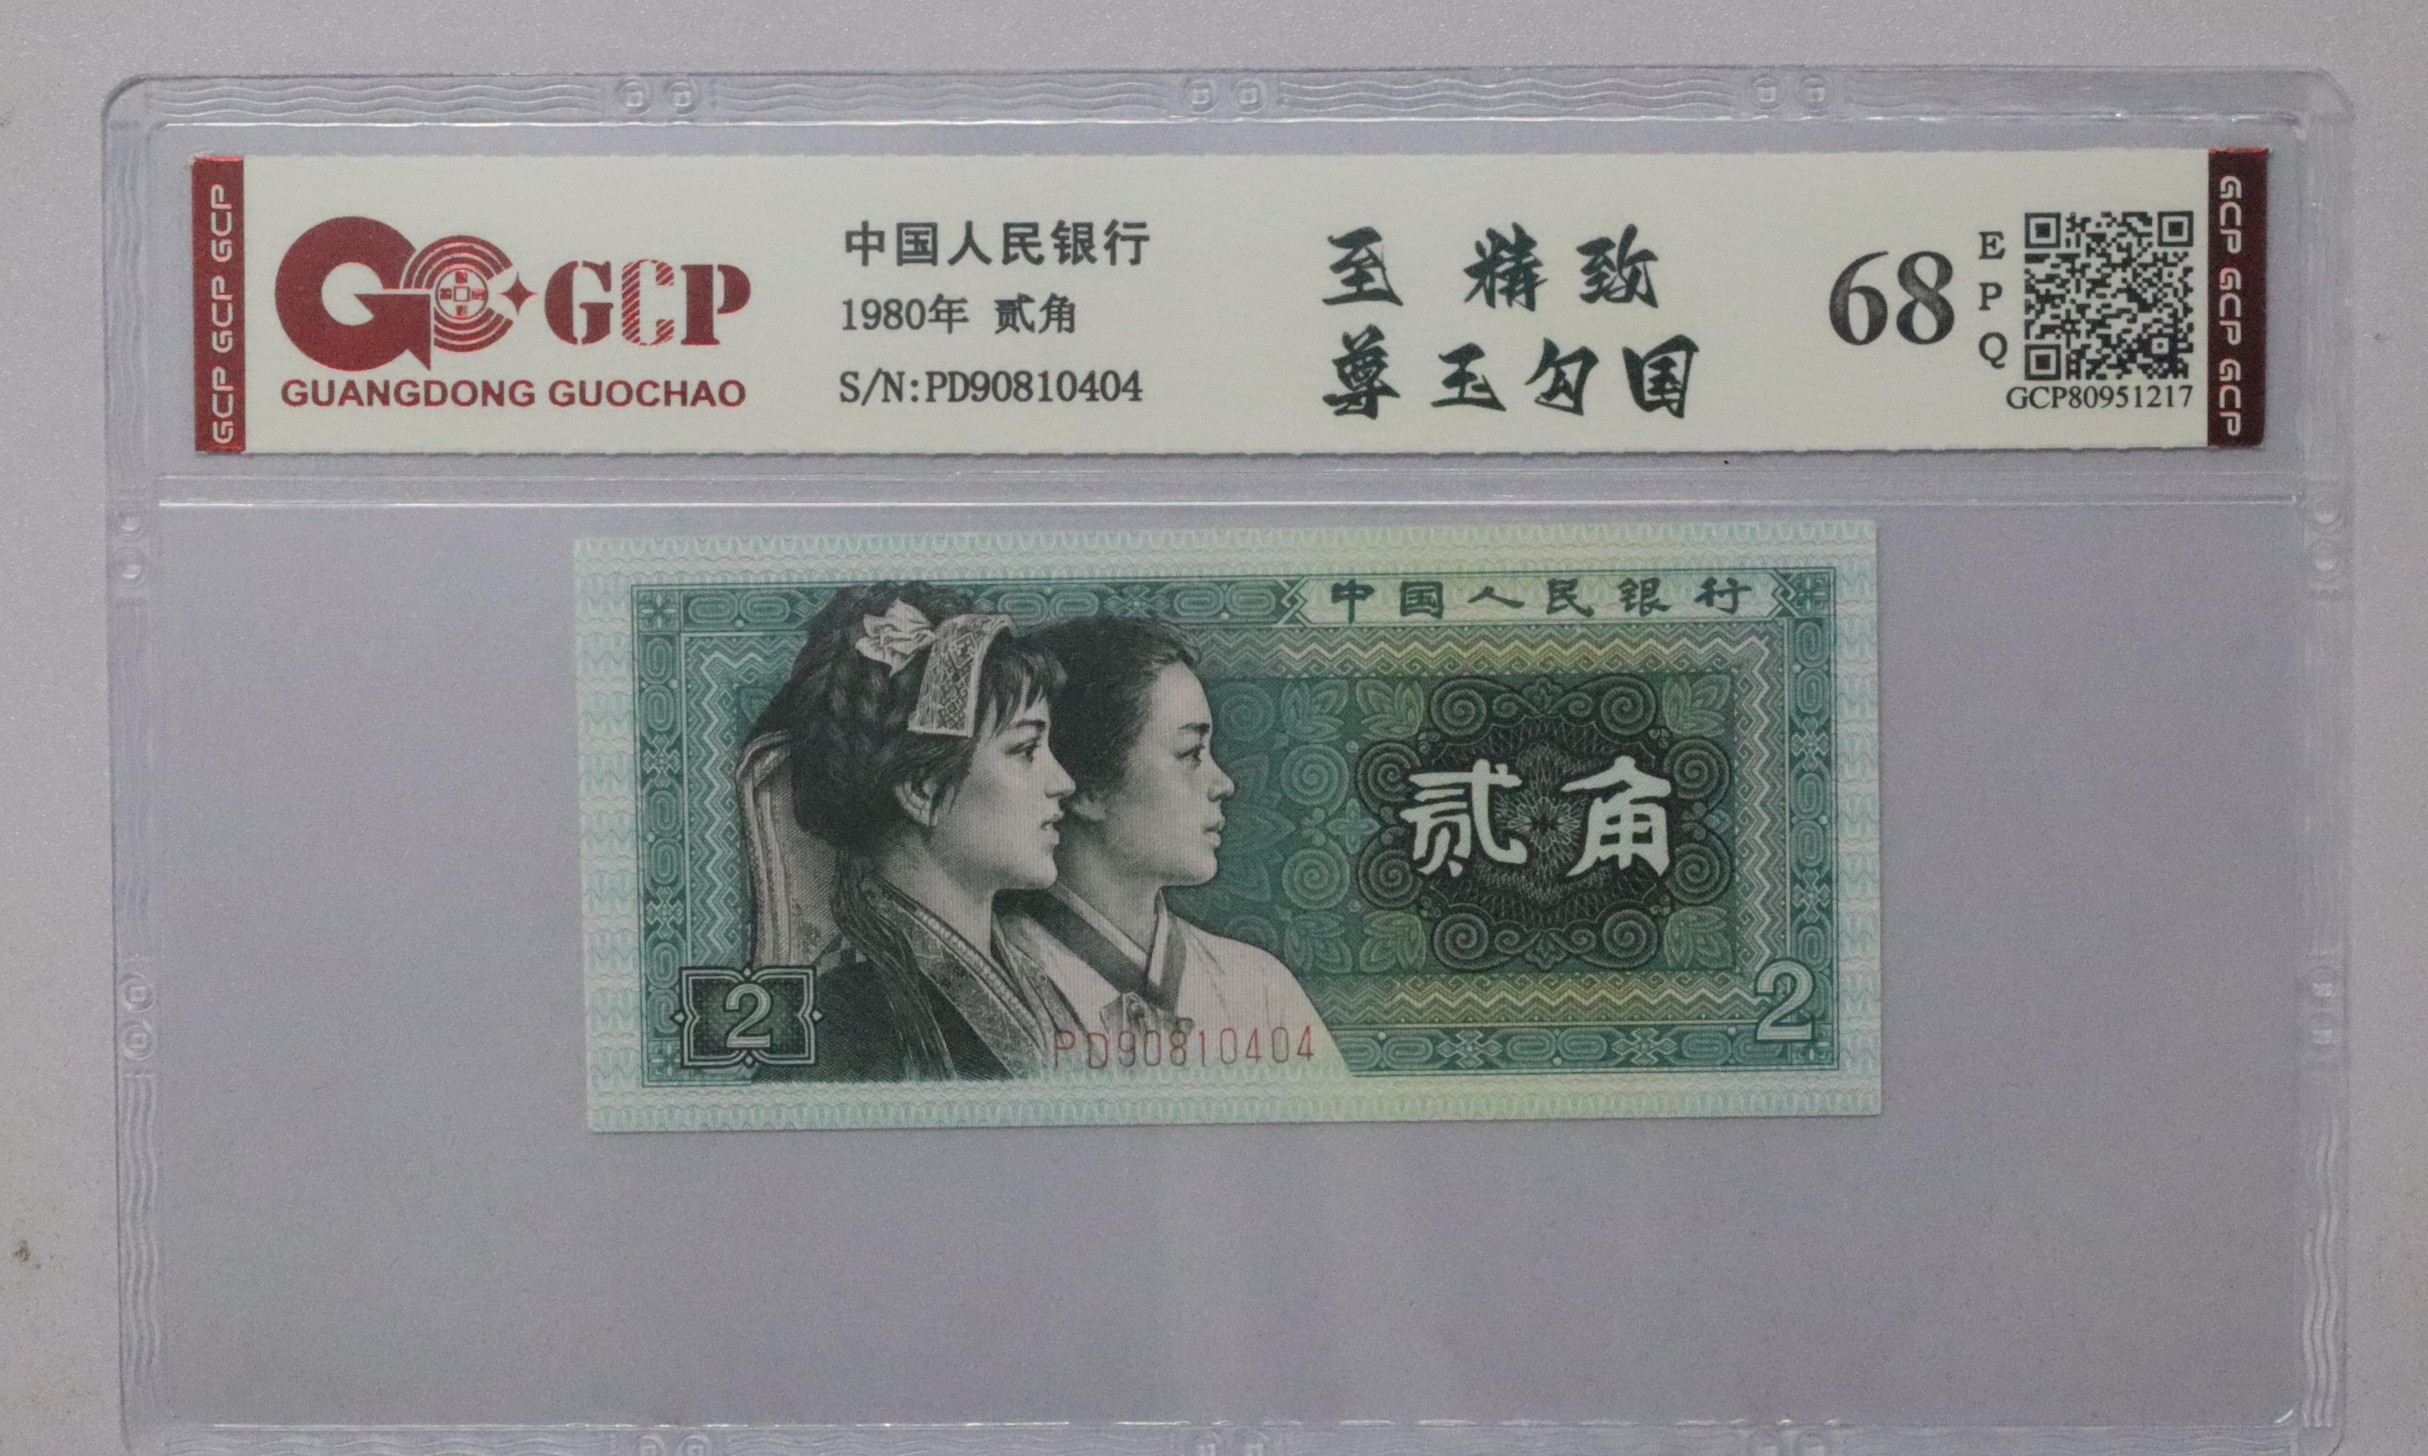 GCP GCP GCP
GCP
GUANGDONG GUOCHAO
中国人民银行
1980年 贰角
S/N:PD90810404
至 精 致
尊 玉 勾 国
68
E
P
Q
GCP80951217
GCP GCP GCP
中国人民银行
贰角
2
2
PD90810404